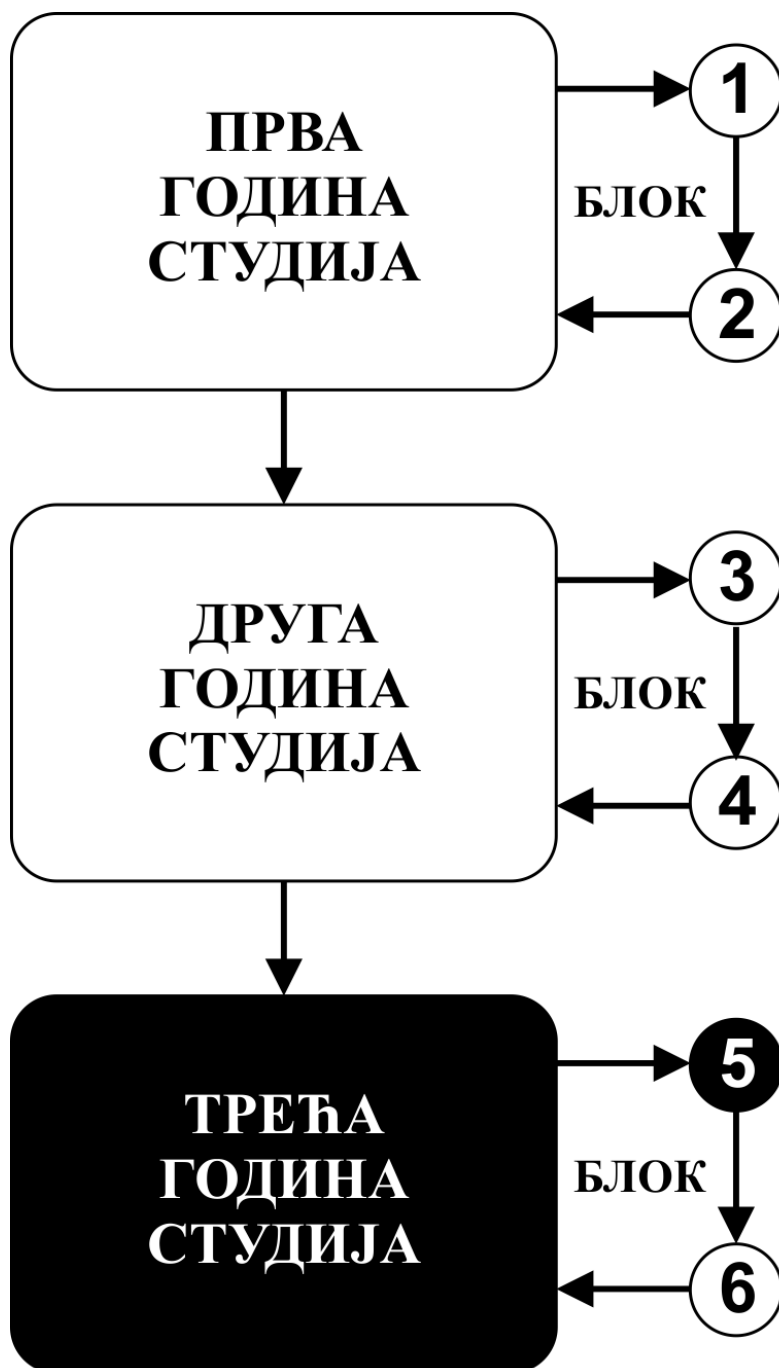 ПРВА
ГОДИНА
СТУДИЈА
1
БЛОК
2
ДРУГА
ГОДИНА
СТУДИЈА
3
БЛОК
4
ТРЕЋА
ГОДИНА
СТУДИЈА
5
БЛОК
6